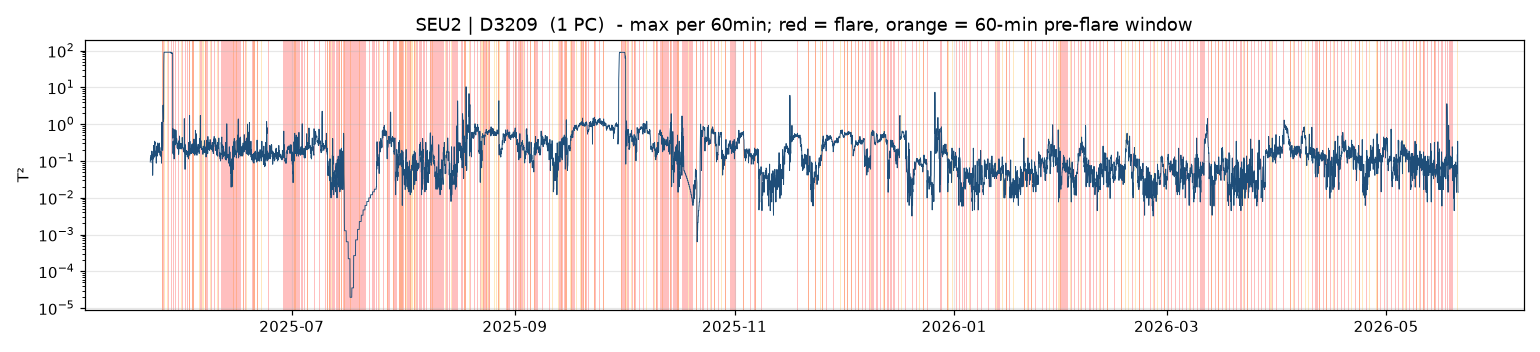 SEU2 | D3209  (1 PC)  - max per 60min; red = flare, orange = 60-min pre-flare window
10²
10¹
10⁰
10⁻¹
10⁻²
10⁻³
10⁻⁴
10⁻⁵
T²
2025-07 2025-09 2025-11 2026-01 2026-03 2026-05